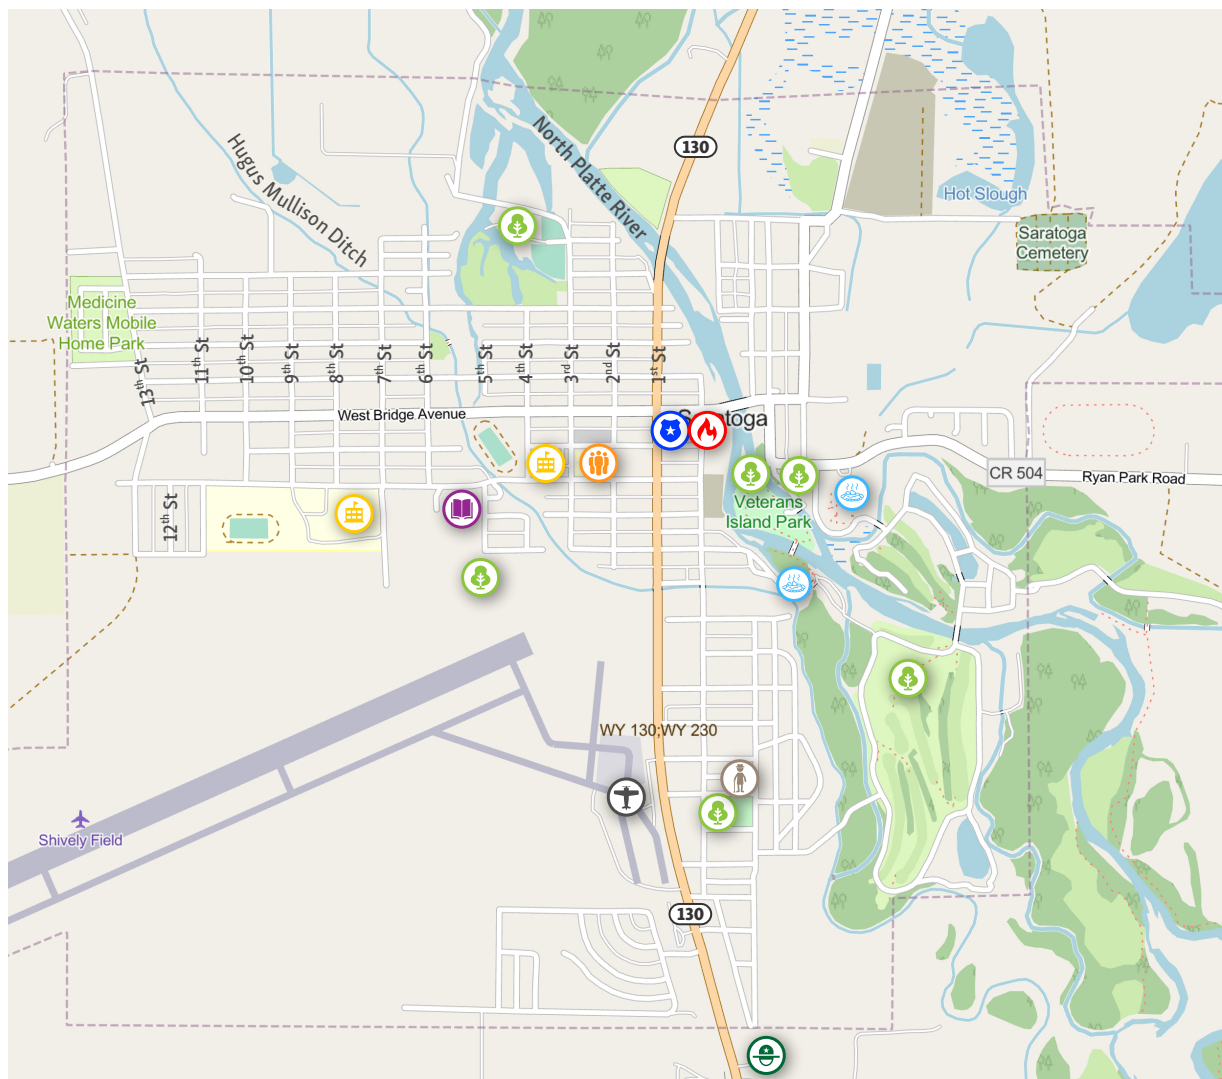 North Platte River
130
Hugus Mullison Ditch
Hot Slough
Saratoga
Cemetery
Medicine
Waters Mobile
Home Park
13th St
11th St
10th St
9th St
8th St
7th St
6th St
5th St
4th St
3rd St
2nd St
1st St
West Bridge Avenue
Saratoga
CR 504
Ryan Park Road
12th St
Veterans
Island Park
WY 130;WY 230
Shively Field
130